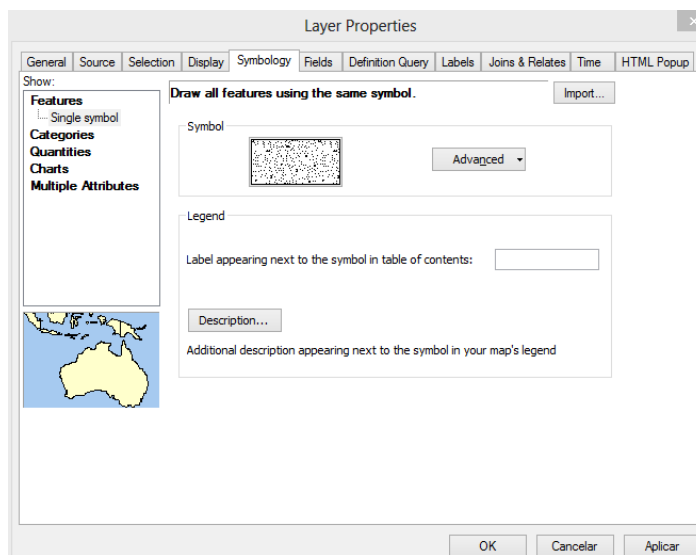 Layer Properties
General Source Selection Display Symbology Fields Definition Query Labels Joins & Relates Time HTML Popup
Show:
Features
Single symbol
Categories
Quantities
Charts
Multiple Attributes
Draw all features using the same symbol.
Import...
Symbol
Advanced
Legend
Label appearing next to the symbol in table of contents:
Description...
Additional description appearing next to the symbol in your map's legend
OK Cancelar Aplicar